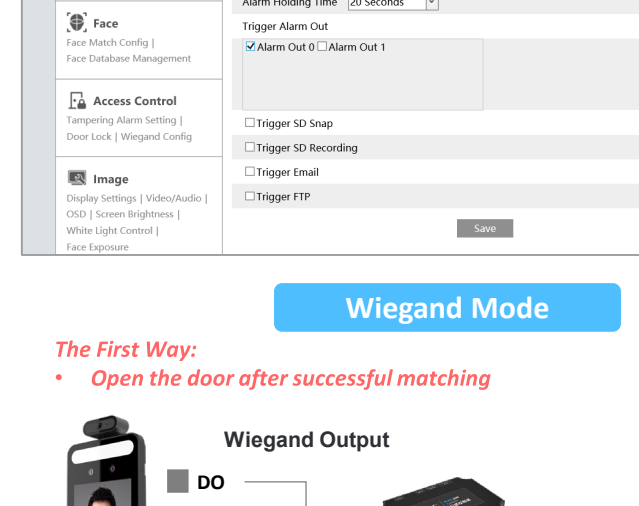 Alarm Holding Time 20 Seconds
Face
Face Match Config |
Face Database Management
Trigger Alarm Out
Alarm Out 0 Alarm Out 1
Access Control
Tampering Alarm Setting |
Door Lock | Wiegand Config
Trigger SD Snap
Trigger SD Recording
Image
Display Settings | Video/Audio |
OSD | Screen Brightness |
White Light Control |
Face Exposure
Trigger Email
Trigger FTP
Save
Wiegand Mode
The First Way:
• Open the door after successful matching
Wiegand Output
DO